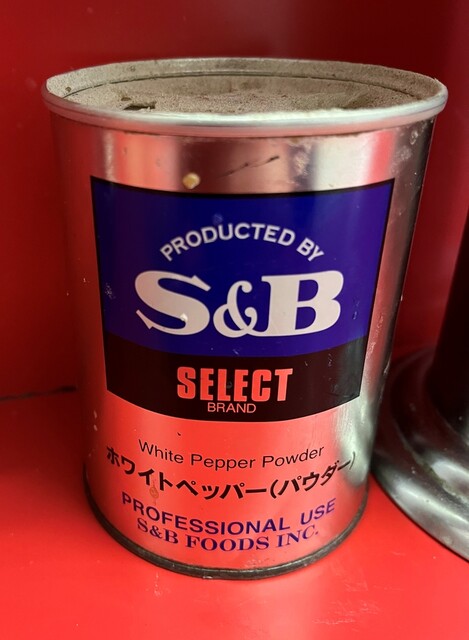 PRODUCTED BY
S&B
SELECT
BRAND
White Pepper Powder
ホワイトペッパー(パウダー)
PROFESSIONAL USE
S&B FOODS INC.